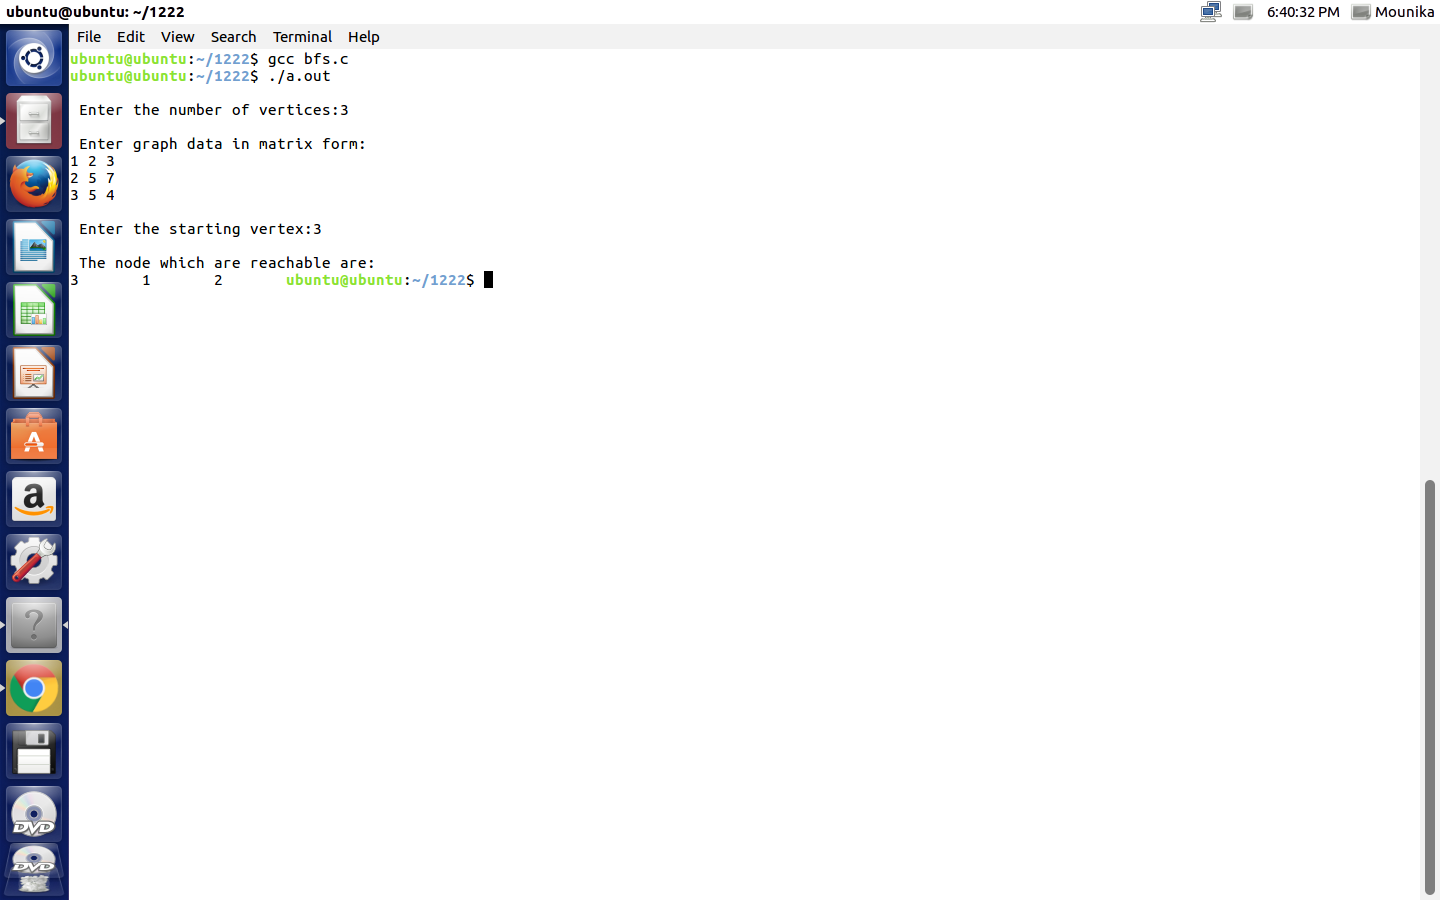 ubuntu@ubuntu: ~/1222
6:40:32 PM Mounika
File Edit View Search Terminal Help
ubuntu@ubuntu:~/1222$ gcc bfs.c
ubuntu@ubuntu:~/1222$ ./a.out
Enter the number of vertices:3
Enter graph data in matrix form:
1 2 3
2 5 7
3 5 4
Enter the starting vertex:3
The node which are reachable are:
3 1 2 ubuntu@ubuntu:~/1222$
DVD
DVD